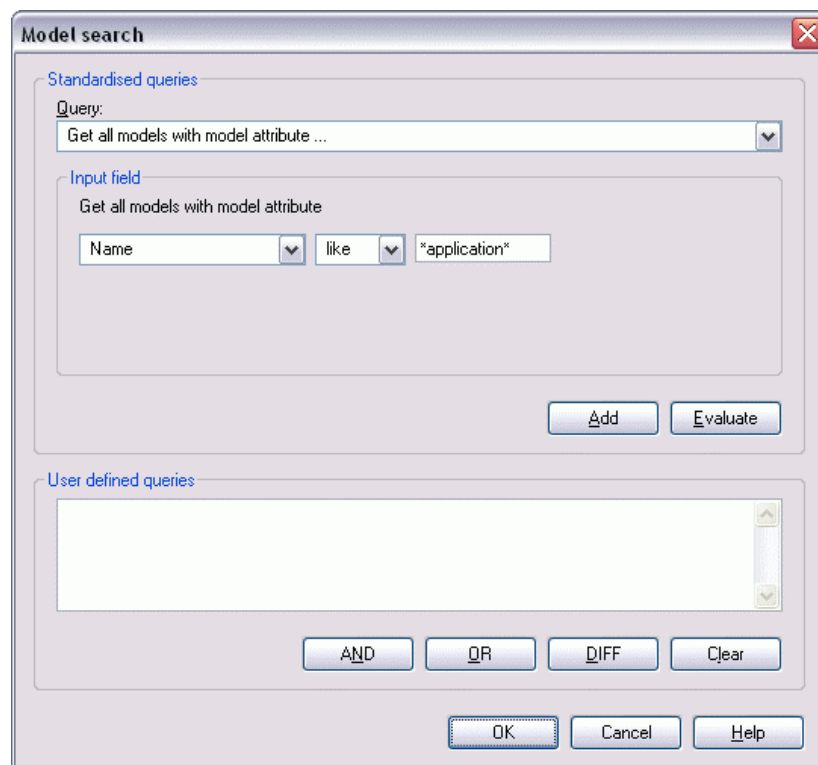 Model search
Standardised queries
Query:
Get all models with model attribute ...
Input field
Get all models with model attribute
Name like *application*
Add Evaluate
User defined queries
AND OR DIFF Clear
OK Cancel Help